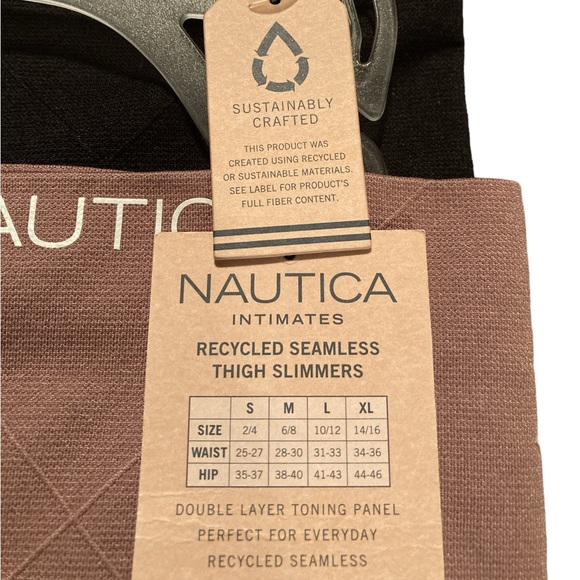 SUSTAINABLY
CRAFTED
THIS PRODUCT WAS
CREATED USING RECYCLED
OR SUSTAINABLE MATERIALS.
SEE LABEL FOR PRODUCT'S
FULL FIBER CONTENT.
AUTIC
NAUTICA
INTIMATES
RECYCLED SEAMLESS
THIGH SLIMMERS
S M L XL
SIZE 2/4 6/8 10/12 14/16
WAIST 25-27 28-30 31-33 34-36
HIP 35-37 38-40 41-43 44-46
DOUBLE LAYER TONING PANEL
PERFECT FOR EVERYDAY
RECYCLED SEAMLESS